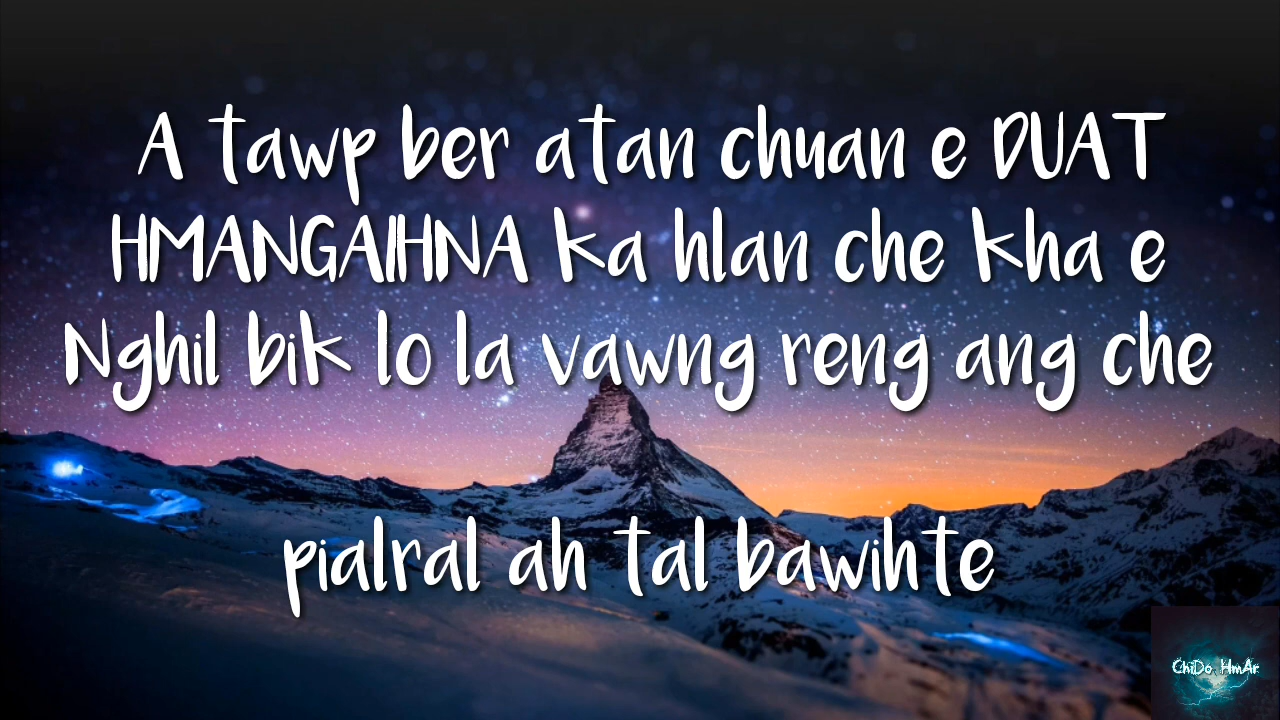 A tawp ber atan chuan e DUAT
HMANGAIHNA ka hlan che kha e
Nghil bik lo la vawng reng ang che
pialral ah tal bawihte
ChiDo HmAr